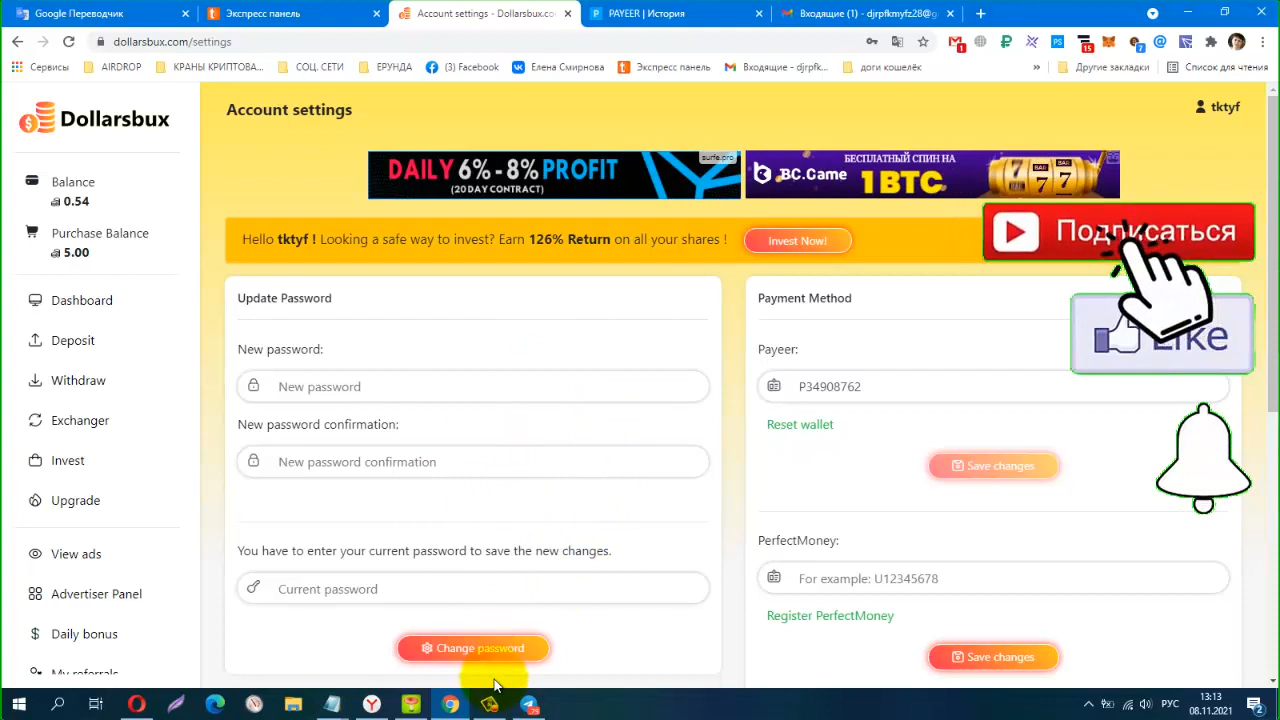 Google Переводчик
Экспресс панель
Account settings - Dollarsbux.co
PAYEER | История
Входящие (1) - djrpfkmyfz28@g
dollarsbux.com/settings
Сервисы
AIRDROP
КРАНЫ КРИПТОВА...
СОЦ. СЕТИ
ЕРУНДА
(3) Facebook
Елена Смирнова
Экспресс панель
Входящие - djrpfk...
доги кошелёк
Другие закладки
Список для чтения
Dollarsbux
Account settings
tktyf
Balance
0.54
Purchase Balance
5.00
Dashboard
Deposit
Withdraw
Exchanger
Invest
Upgrade
View ads
Advertiser Panel
Daily bonus
My referrals
DAILY 6% - 8% PROFIT
(20 DAY CONTRACT)
surfe.pro
BC.Game
БЕСПЛАТНЫЙ СПИН НА
1 BTC
Hello tktyf ! Looking a safe way to invest? Earn 126% Return on all your shares !
Invest Now!
Подписаться
Like
Update Password
New password:
New password
New password confirmation:
New password confirmation
You have to enter your current password to save the new changes.
Current password
Change password
Payment Method
Payeer:
P34908762
Reset wallet
Save changes
PerfectMoney:
For example: U12345678
Register PerfectMoney
Save changes
РУС
13:13
08.11.2021